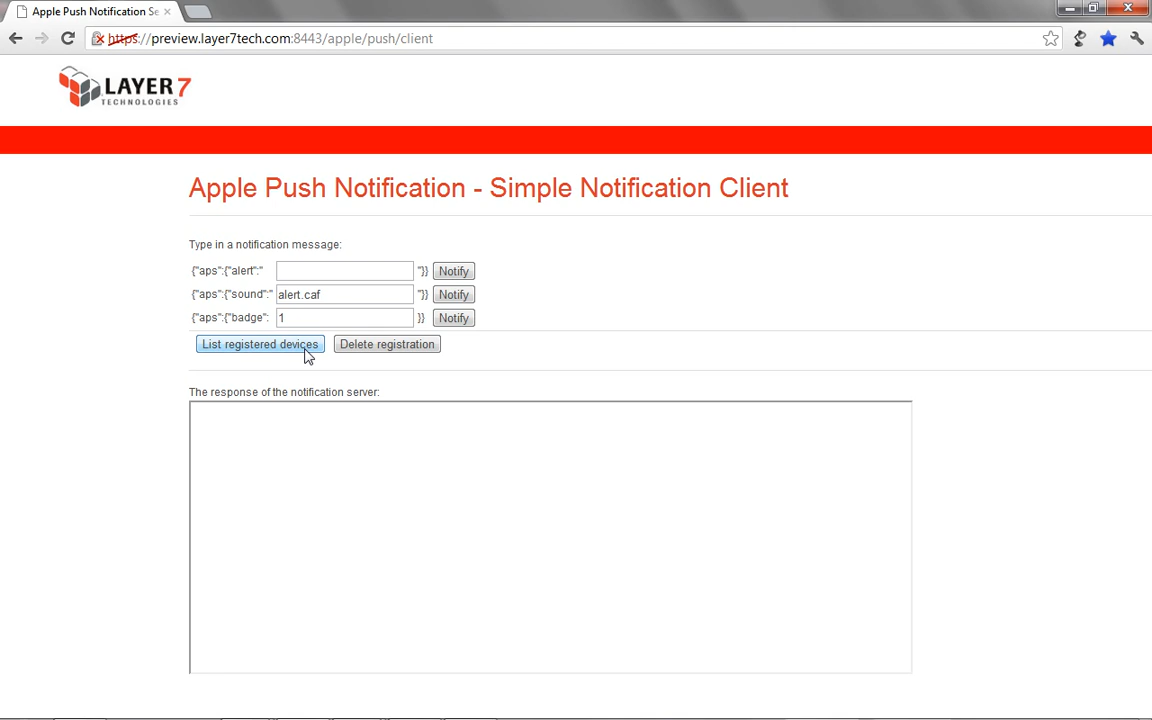 Apple Push Notification Se
https://preview.layer7tech.com:8443/apple/push/client
LAYER 7
TECHNOLOGIES
Apple Push Notification - Simple Notification Client
Type in a notification message:
{"aps":{"alert":" "}} Notify
{"aps":{"sound":" alert.caf "}} Notify
{"aps":{"badge": 1 }} Notify
List registered devices Delete registration
The response of the notification server: